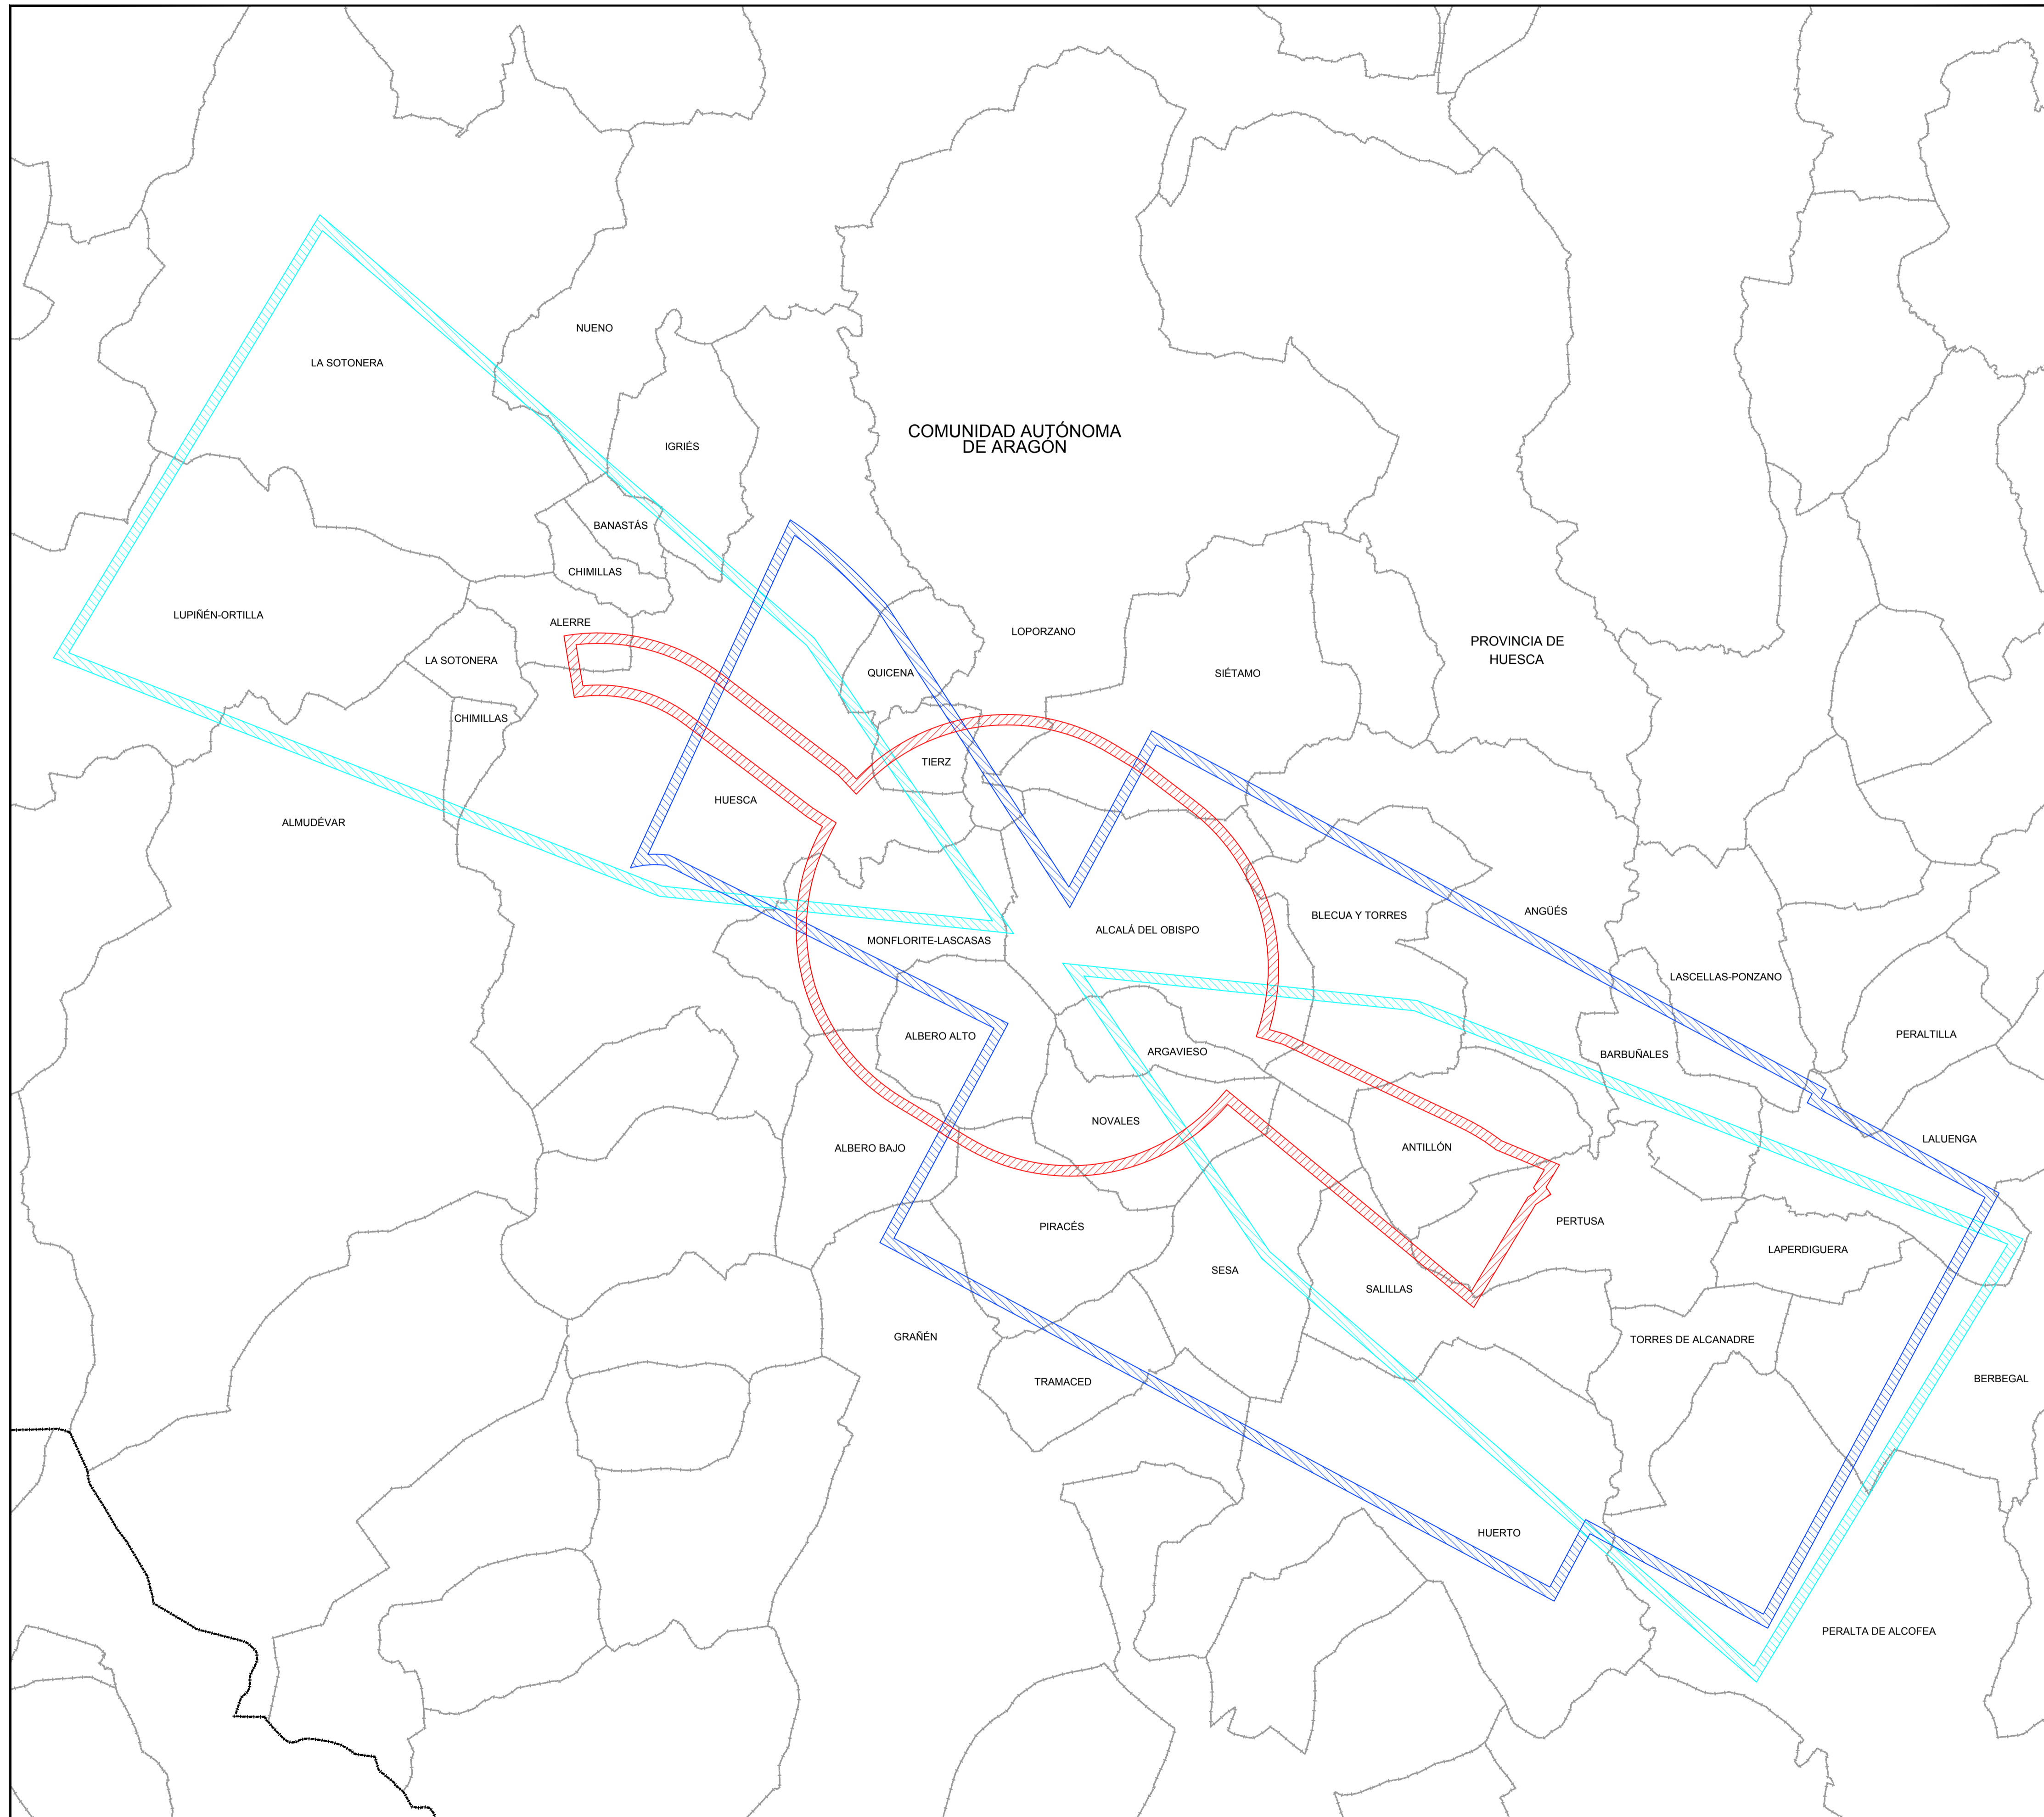 NUENO
LA SOTONERA
COMUNIDAD AUTÓNOMA
DE ARAGÓN
IGRIÉS
BANASTÁS
CHIMILLAS
LUPIÑÉN-ORTILLA
ALERRE
LOPORZANO
PROVINCIA DE
HUESCA
LA SOTONERA
QUICENA
SIÉTAMO
CHIMILLAS
TIERZ
HUESCA
ALMUDÉVAR
BLECUA Y TORRES
ANGÜÉS
ALCALÁ DEL OBISPO
MONFLORITE-LASCASAS
LASCELLAS-PONZANO
ALBERO ALTO
PERALTILLA
ARGAVIESO
BARBUÑALES
NOVALES
LALUENGA
ALBERO BAJO
ANTILLÓN
PIRACÉS
PERTUSA
LAPERDIGUERA
SESA
SALILLAS
GRAÑÉN
TORRES DE ALCANADRE
TRAMACED
BERBEGAL
HUERTO
PERALTA DE ALCOFEA